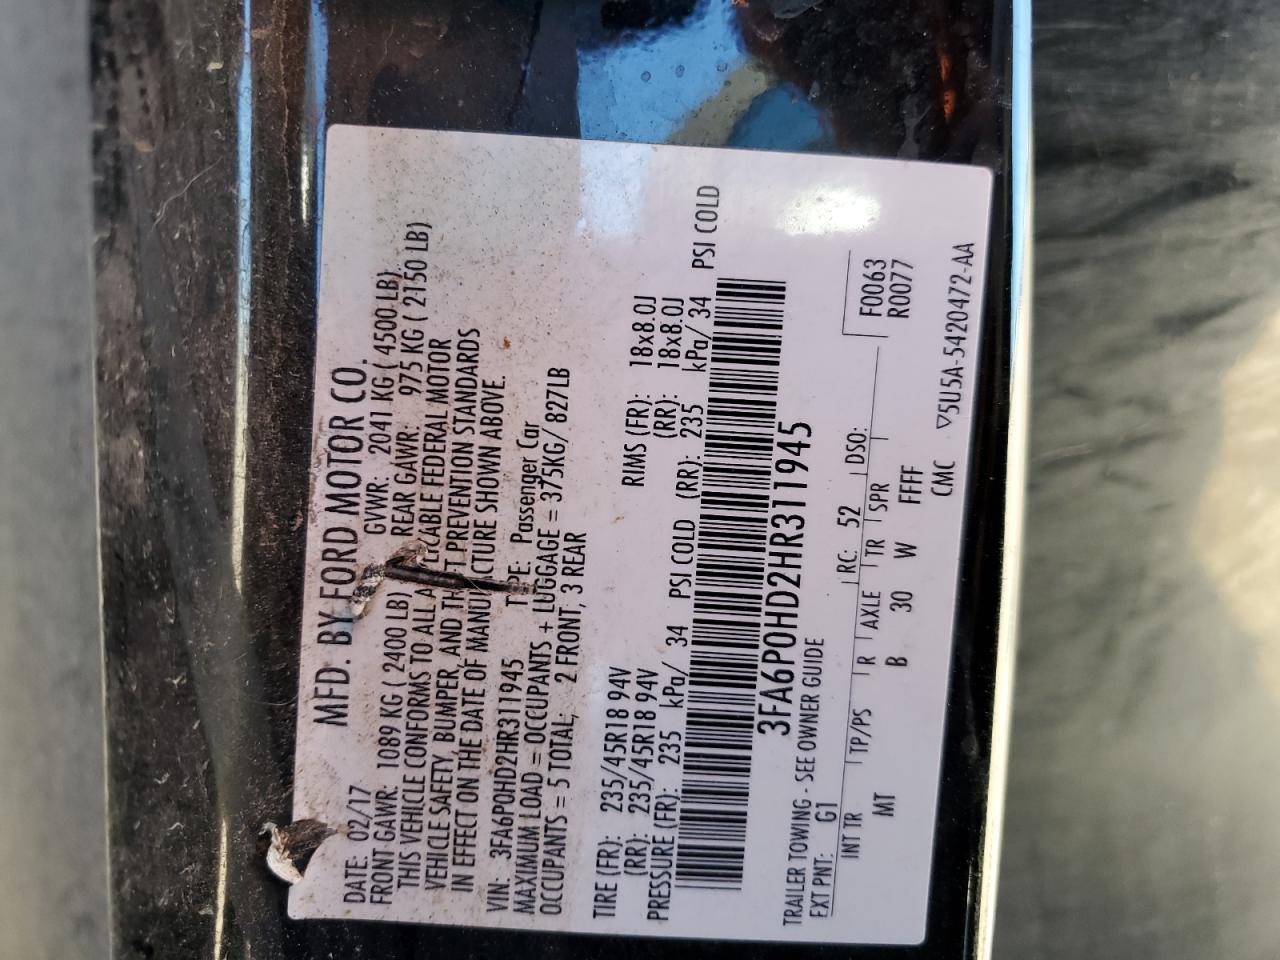 MFD. BY FORD MOTOR CO.
DATE: 02/17 GVWR: 2041 KG ( 4500 LB)
FRONT GAWR: 1089 KG ( 2400 LB) REAR GAWR: 975 KG ( 2150 LB)
THIS VEHICLE CONFORMS TO ALL FEDERAL MOTOR
VEHICLE SAFETY, BUMPER, AND PREVENTION STANDARDS
IN EFFECT ON THE DATE OF SHOWN ABOVE.
VIN: 3FA6P0HD2HR311945 TYPE: Passenger Car
MAXIMUM LOAD = OCCUPANTS + LUGGAGE = 375KG/ 827LB
OCCUPANTS = 5 TOTAL, 2 FRONT, 3 REAR
TIRE (FR): 235/45R18 94V RIMS (FR): 18x8.0J
(RR): 235/45R18 94V (RR): 18x8.0J
PRESSURE (FR): 235 kPa/ 34 PSI COLD (RR): 235 kPa/ 34 PSI COLD
3FA6P0HD2HR311945
TRAILER TOWING - SEE OWNER GUIDE
EXT PNT: G1 RC: 52 DSO:
INT TR TP/PS R AXLE TR SPR F0063
MT B 30 W FFFF R0077
CMC ▽5U5A-5420472-AA